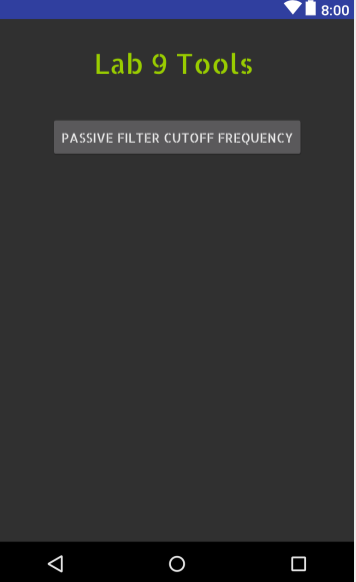 8:00
Lab 9 Tools
PASSIVE FILTER CUTOFF FREQUENCY